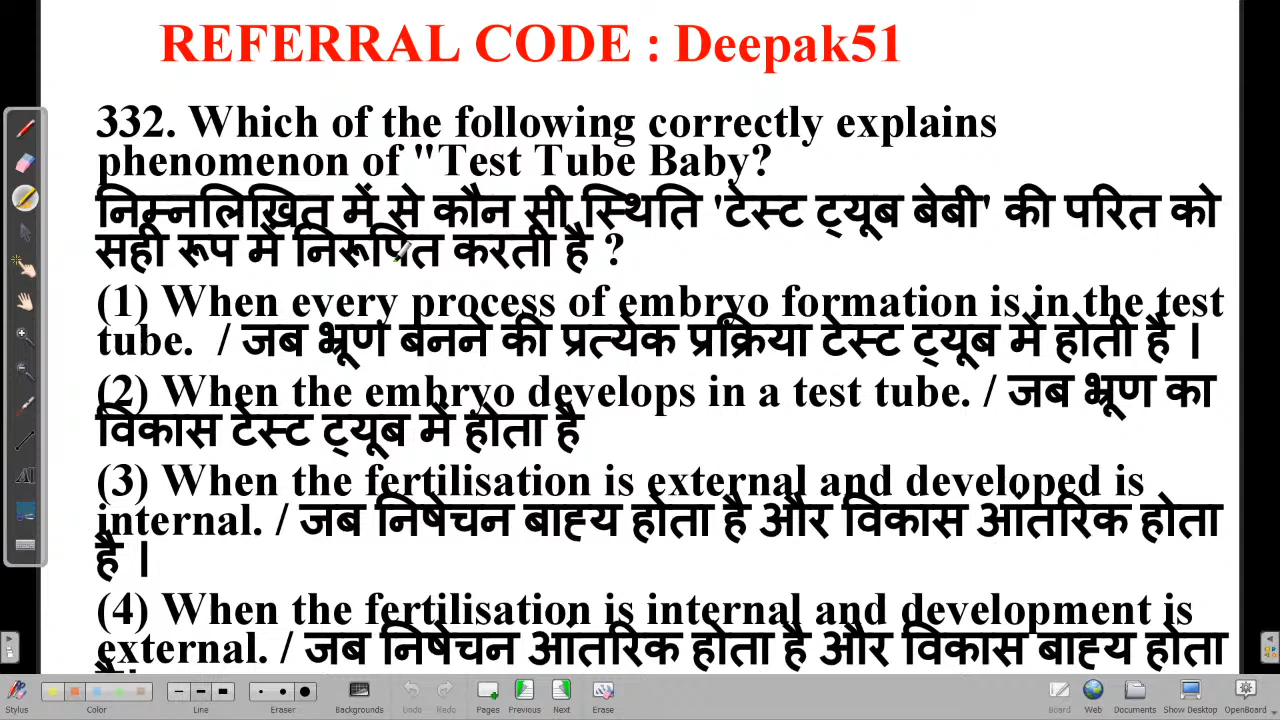 REFERRAL CODE : Deepak51
332. Which of the following correctly explains
phenomenon of "Test Tube Baby?
निम्नलिखित में से कौन सी स्थिति 'टेस्ट ट्यूब बेबी' की परित को
सही रूप में निरूपित करती है ?
(1) When every process of embryo formation is in the test
tube. / जब भ्रूण बनने की प्रत्येक प्रक्रिया टेस्ट ट्यूब में होती है ।
(2) When the embryo develops in a test tube. / जब भ्रूण का
विकास टेस्ट ट्यूब में होता है
(3) When the fertilisation is external and developed is
internal. / जब निषेचन बाह्य होता है और विकास आंतरिक होता
है ।
(4) When the fertilisation is internal and development is
external. / जब निषेचन आंतरिक होता है और विकास बाह्य होता
Stylus Color Line Eraser Backgrounds Undo Redo Pages Previous Next Erase Board Web Documents Show Desktop OpenBoard